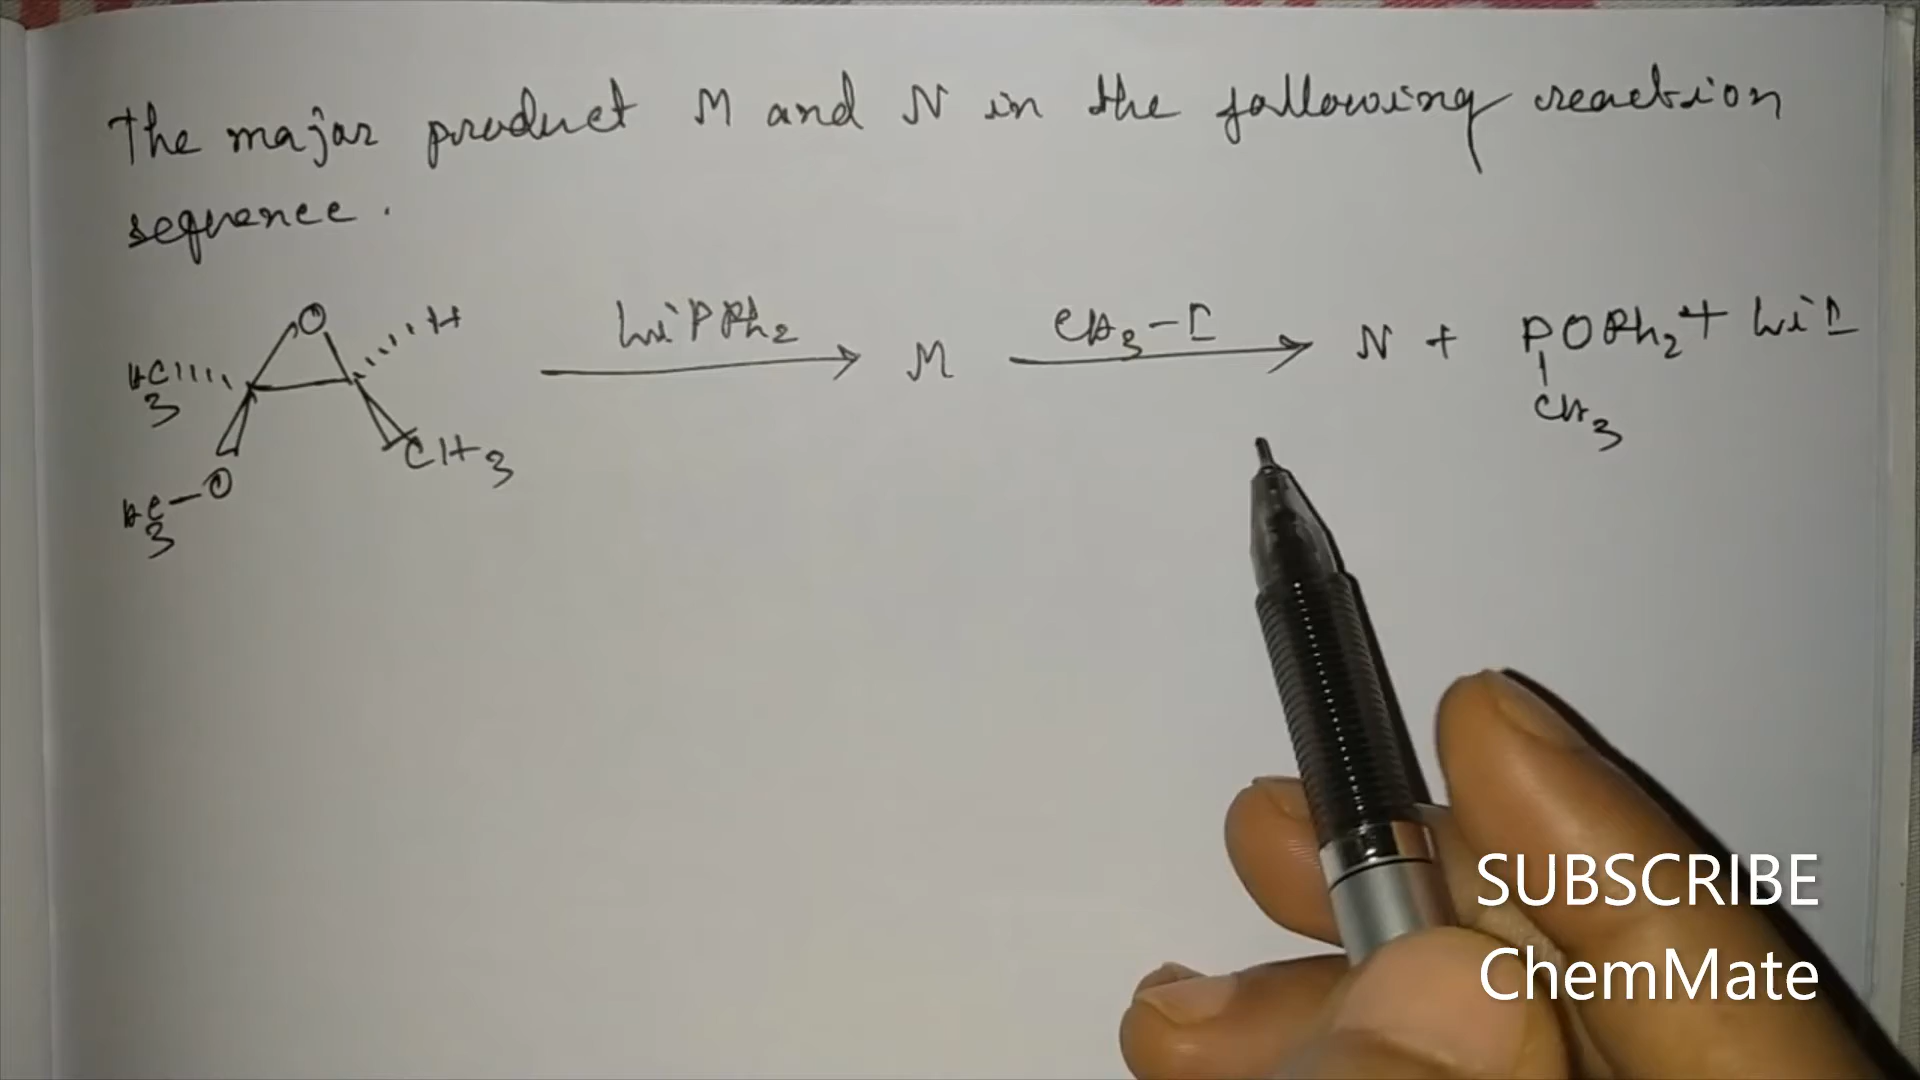 The major product M and N in the following reaction
sequence.
O
H
H3C
CH3
H3C-O
LiPPh2
M
CH3-I
N + POPh2 + LiI
CH3
SUBSCRIBE
ChemMate